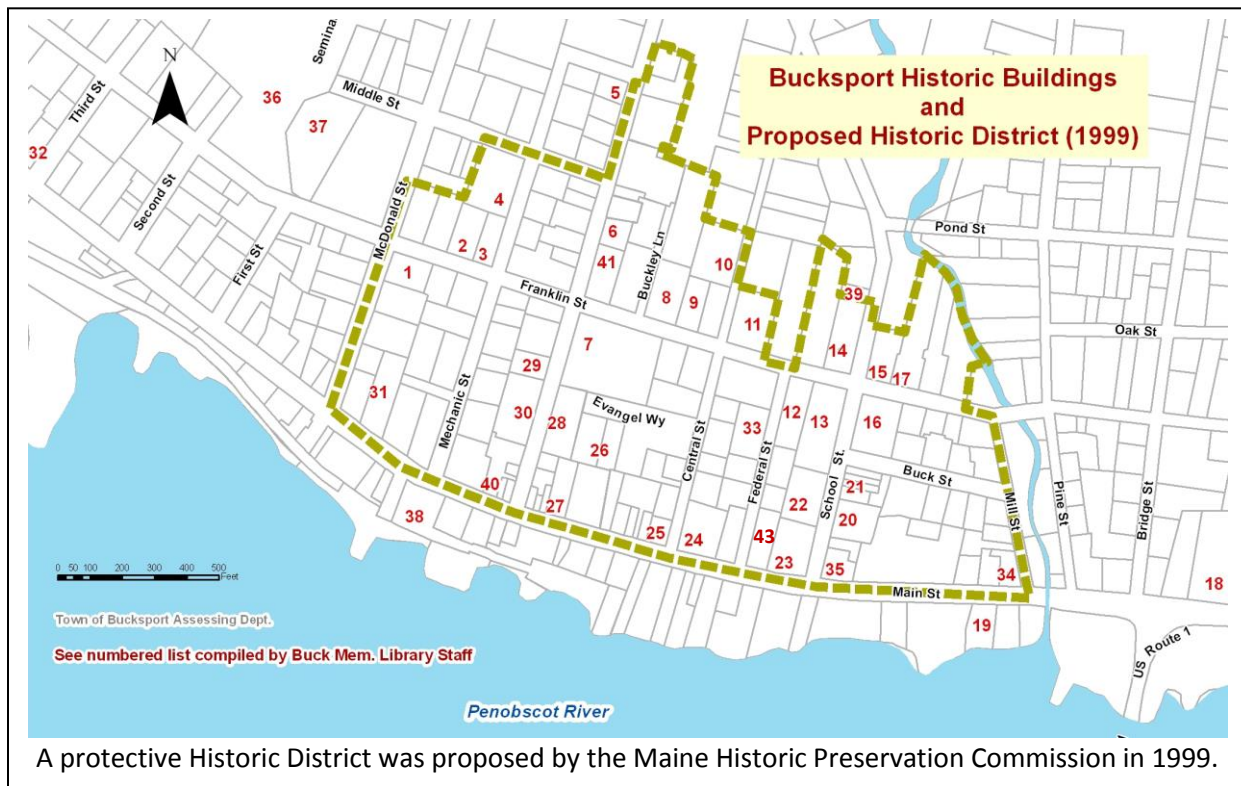 Bucksport Historic Buildings
and
Proposed Historic District (1999)
N
Seminar
Third St
Second St
First St
Middle St
McDonald St
Franklin St
Buckley Ln
Mechanic St
Evangel Wy
Central St
Federal St
School St.
Buck St
Mill St
Main St
Pond St
Oak St
Pine St
Bridge St
US Route 1
36
37
32
5
4
2
3
6
41
1
10
39
8
9
11
7
14
15
17
29
31
30
28
26
12
13
33
16
21
22
20
40
27
38
25
24
43
23
35
34
18
19
0 50 100 200 300 400 500
Feet
Town of Bucksport Assessing Dept.
See numbered list compiled by Buck Mem. Library Staff
Penobscot River
A protective Historic District was proposed by the Maine Historic Preservation Commission in 1999.